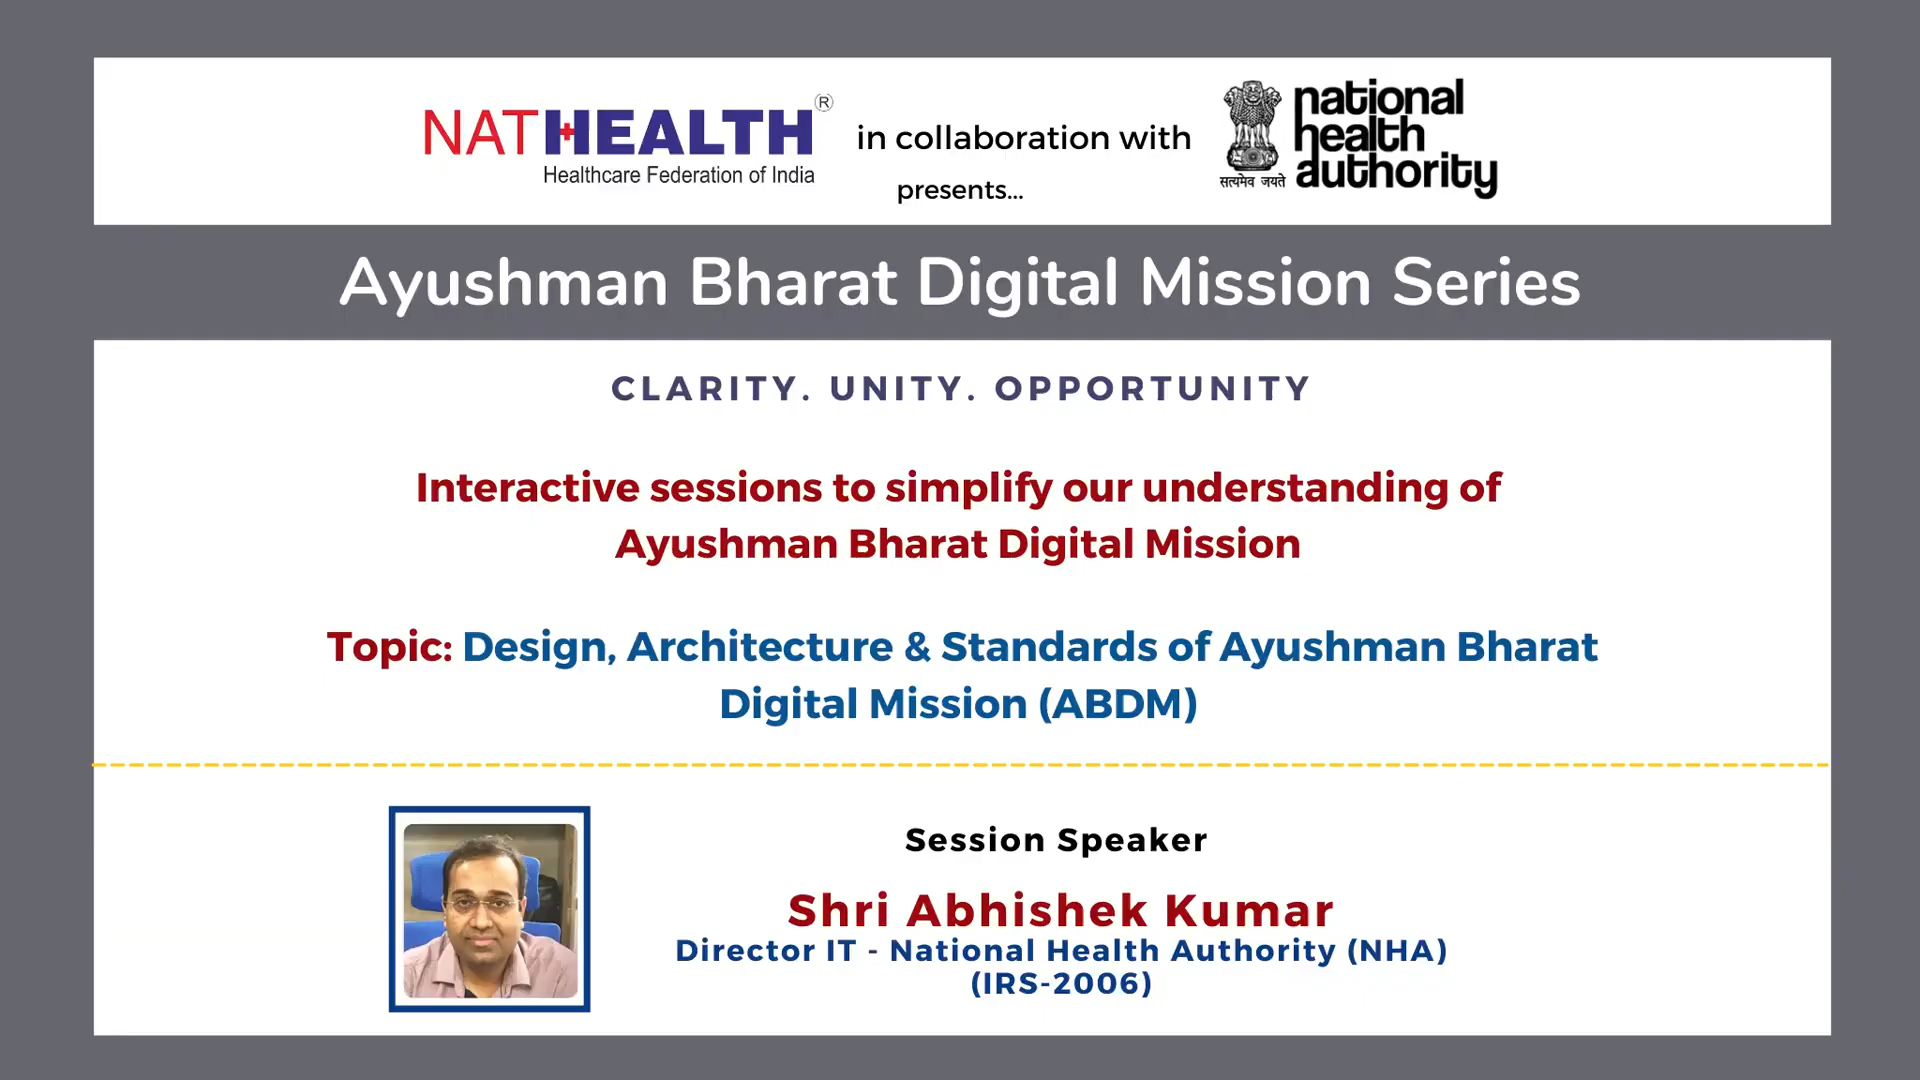 NATHEALTH®
Healthcare Federation of India
in collaboration with
presents...
सत्यमेव जयते
national
health
authority
Ayushman Bharat Digital Mission Series
CLARITY. UNITY. OPPORTUNITY
Interactive sessions to simplify our understanding of
Ayushman Bharat Digital Mission
Topic: Design, Architecture & Standards of Ayushman Bharat
Digital Mission (ABDM)
Session Speaker
Shri Abhishek Kumar
Director IT - National Health Authority (NHA)
(IRS-2006)